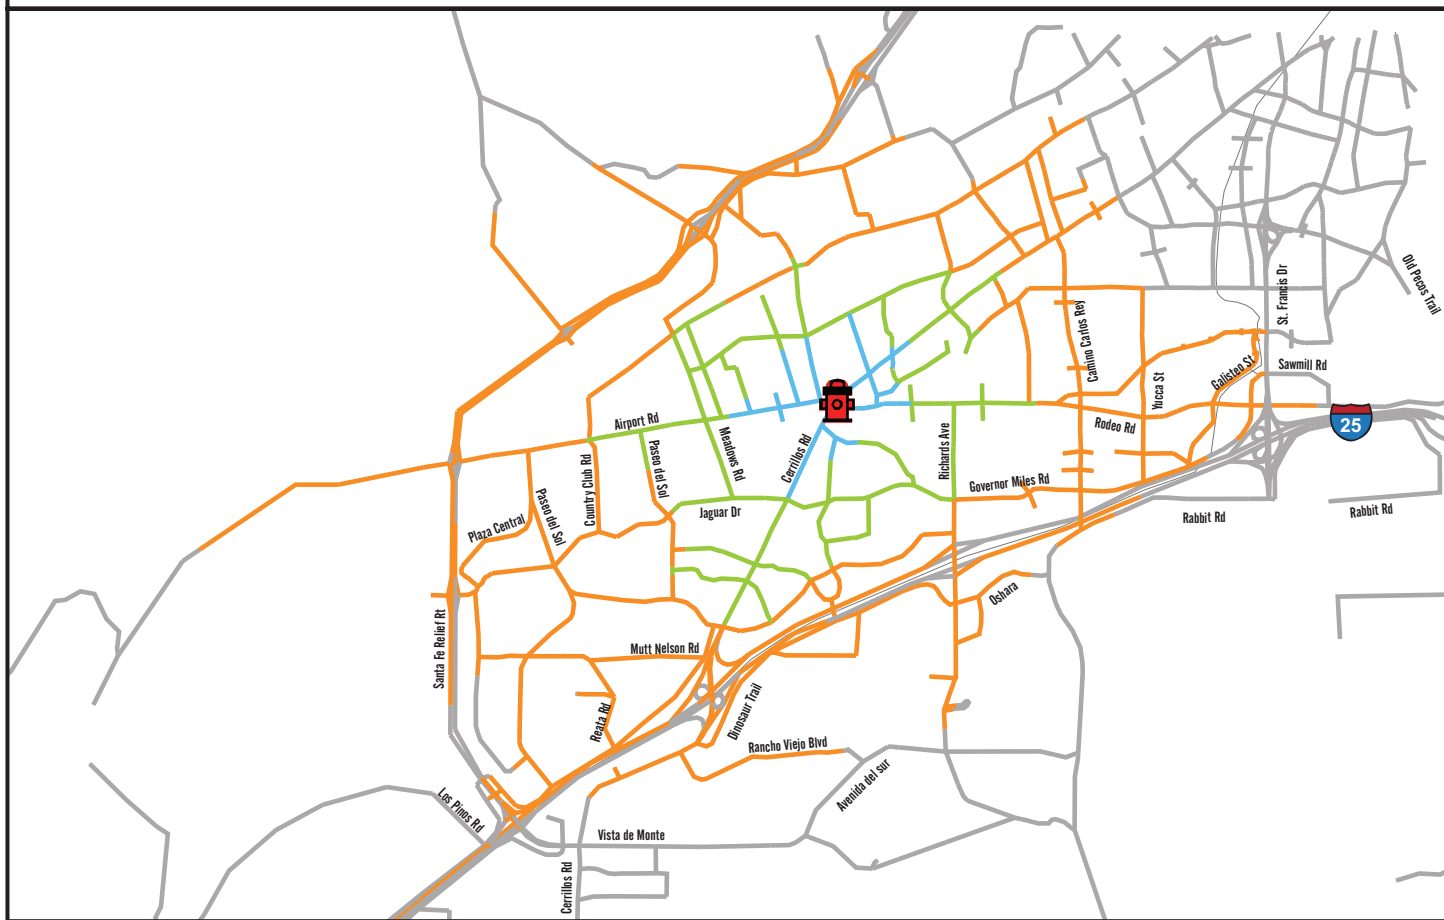 Old Pecos Trail
St. Francis Dr
Camino Carlos Rey
Galisteo St
Sawmill Rd
Yucca St
25
Airport Rd
Rodeo Rd
Meadows Rd
Paseo del Sol
Cerrillos Rd
Richards Ave
Country Club Rd
Governor Miles Rd
Paseo del Sol
Plaza Central
Jaguar Dr
Rabbit Rd
Rabbit Rd
Oshara
Santa Fe Relief Rt
Mutt Nelson Rd
Reata Rd
Dinosaur Trail
Rancho Viejo Blvd
Avenida del sur
Los Pinos Rd
Vista de Monte
Cerrillos Rd